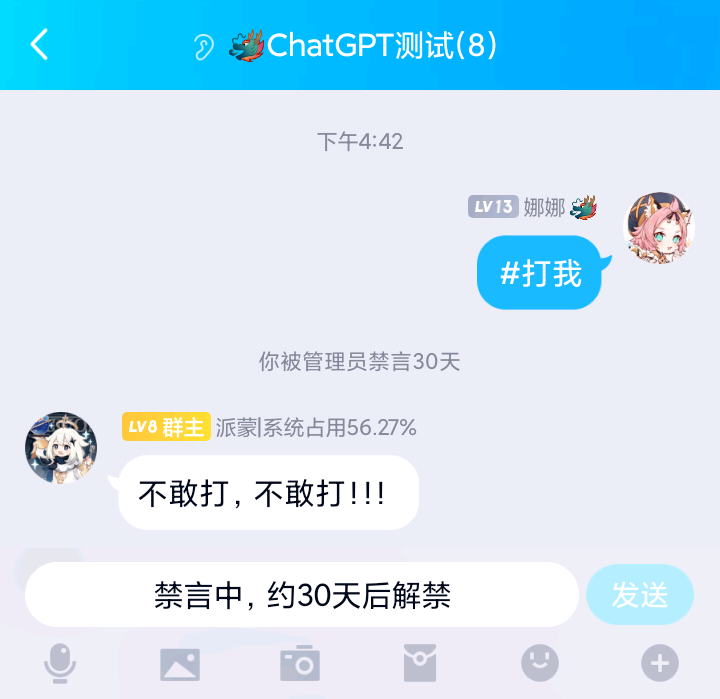 ChatGPT测试(8)
下午4:42
LV13 娜娜
#打我
你被管理员禁言30天
LV8 群主 派蒙|系统占用56.27%
不敢打，不敢打!!!
禁言中，约30天后解禁
发送